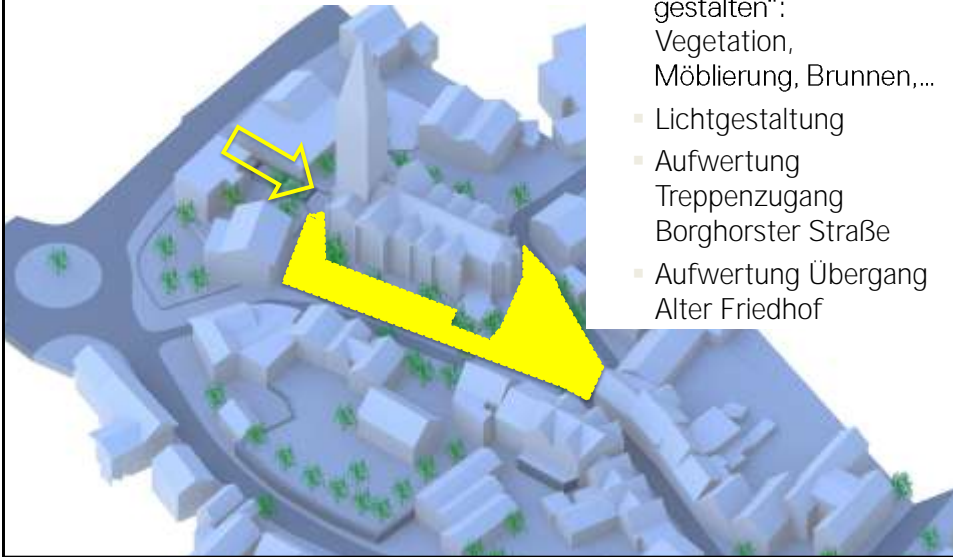 gestalten“:
Vegetation,
Möblierung, Brunnen,...
Lichtgestaltung
Aufwertung
Treppenzugang
Borghorster Straße
Aufwertung Übergang
Alter Friedhof